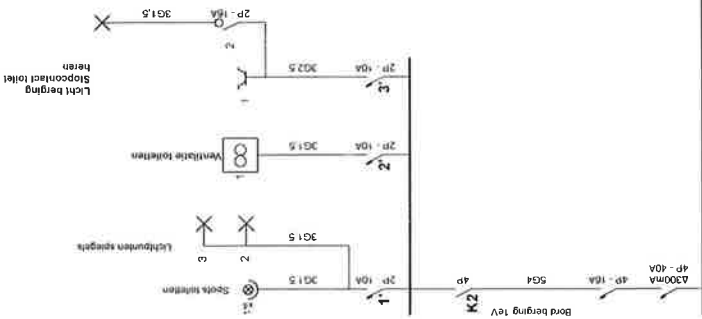 Bord berging 1eV
Δ300mA
4P - 40A
4P - 16A
5G4
K2
4P
1'
2P - 10A
3G1.5
Spots toiletten
3G1.5
2
3
Lichtpunten spiegels
2'
2P - 10A
3G1.5
1
Ventilatie toiletten
3'
2P - 10A
3G2.5
1
2
2P - 16A
3G1.5
Licht berging
Stopcontact toilet
heren